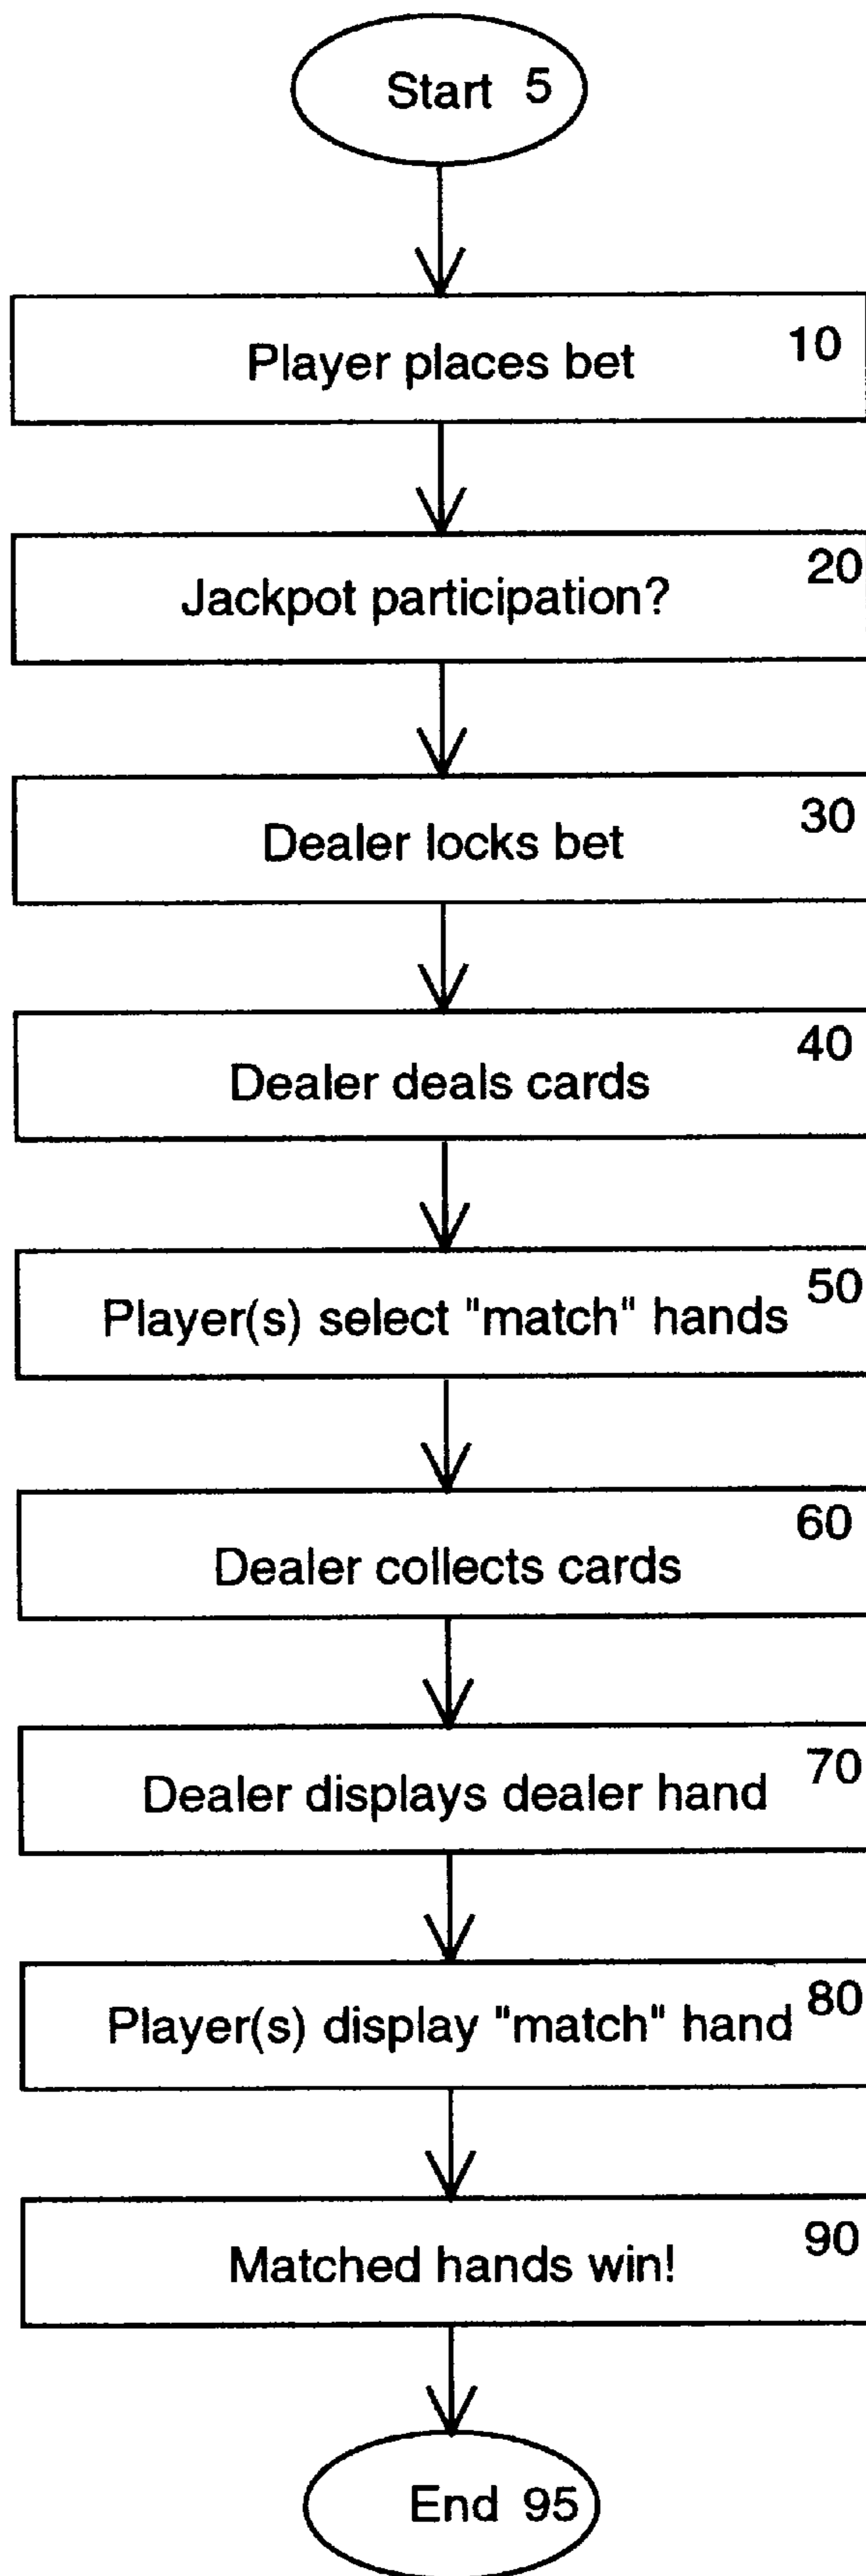 Start 5
Player places bet 10
Jackpot participation? 20
Dealer locks bet 30
Dealer deals cards 40
Player(s) select "match" hands 50
Dealer collects cards 60
Dealer displays dealer hand 70
Player(s) display "match" hand 80
Matched hands win! 90
End 95